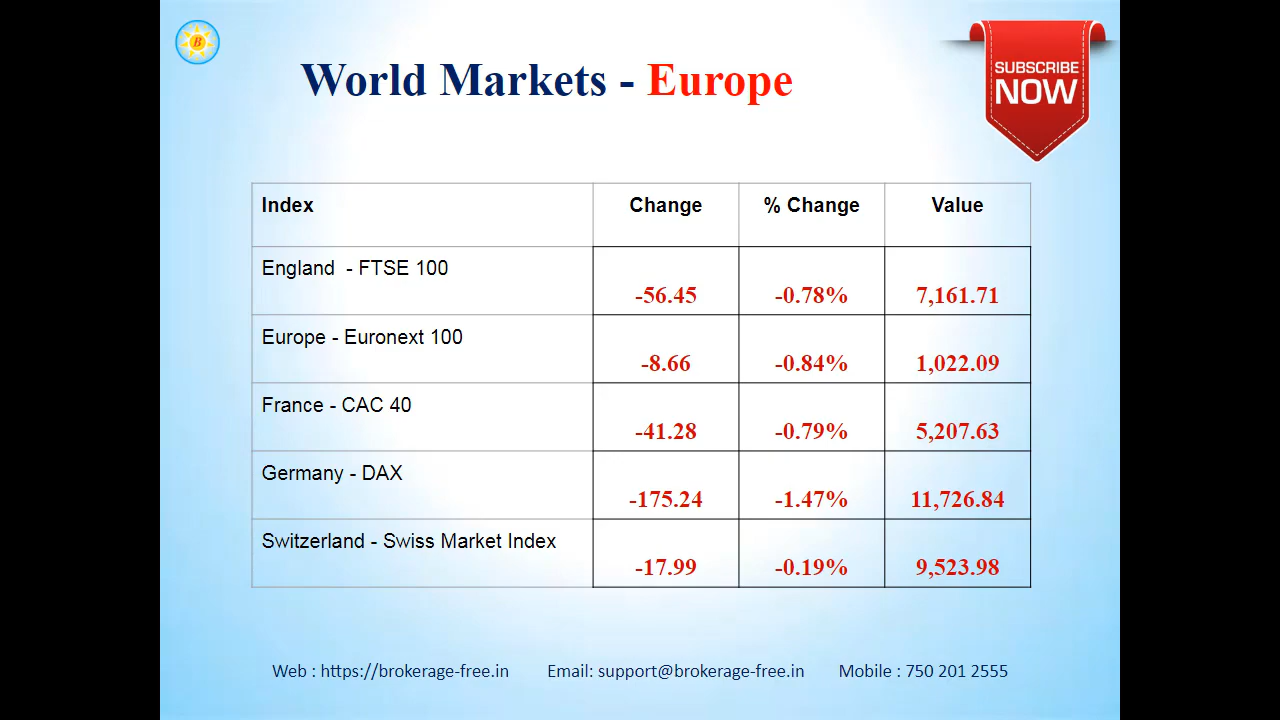 B
World Markets - Europe
SUBSCRIBE
NOW
Index Change % Change Value
England - FTSE 100 -56.45 -0.78% 7,161.71
Europe - Euronext 100 -8.66 -0.84% 1,022.09
France - CAC 40 -41.28 -0.79% 5,207.63
Germany - DAX -175.24 -1.47% 11,726.84
Switzerland - Swiss Market Index -17.99 -0.19% 9,523.98
Web : https://brokerage-free.in Email: support@brokerage-free.in Mobile : 750 201 2555